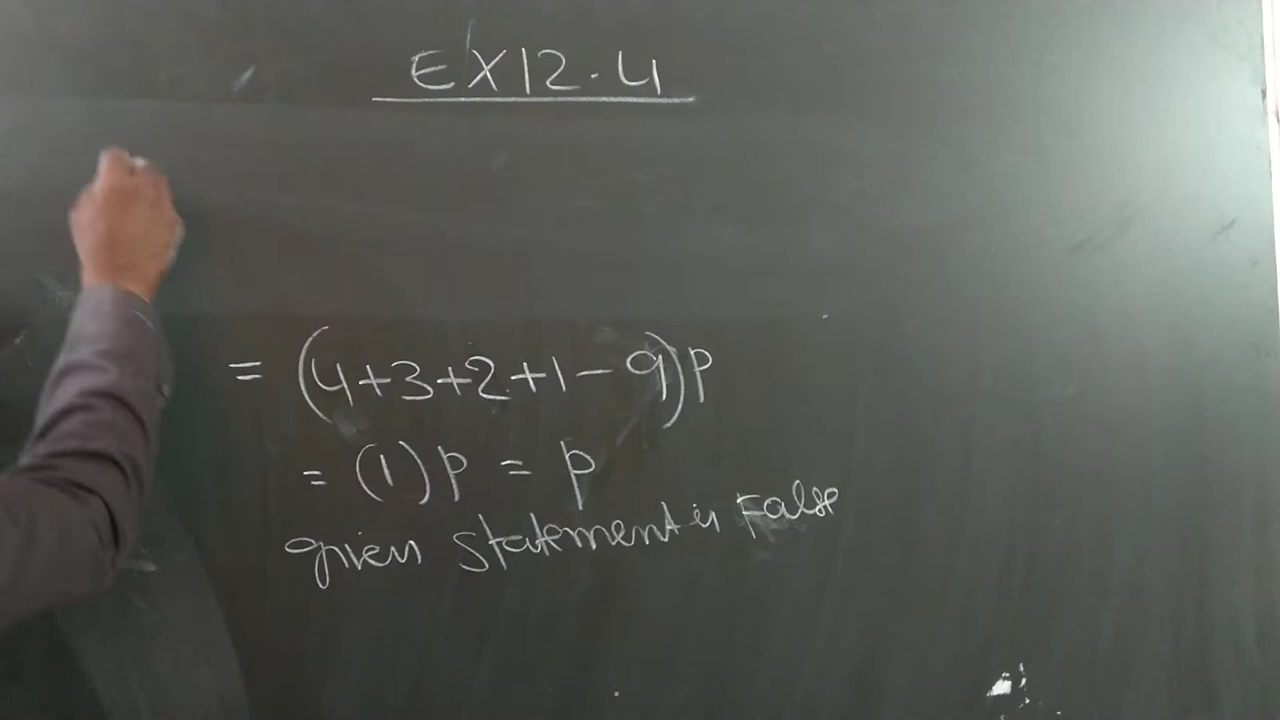 EX12.4
= (4+3+2+1-9)p
= (1)p = p
given statement is False